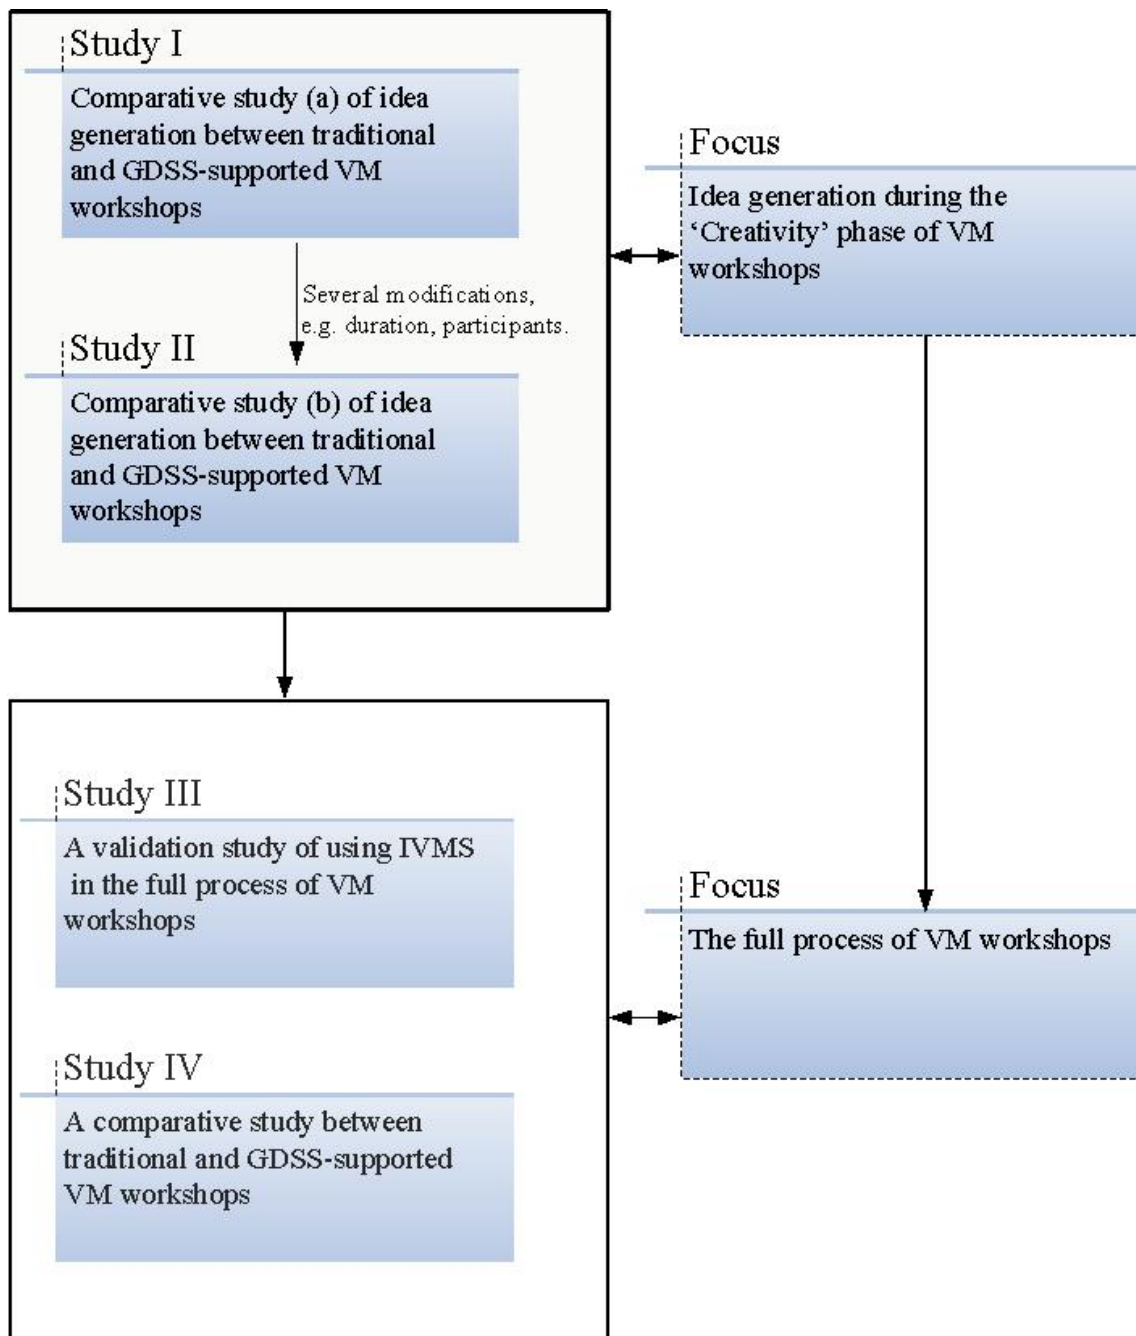 Study I
Comparative study (a) of idea
generation between traditional
and GDSS-supported VM
workshops
Focus
Idea generation during the
‘Creativity’ phase of VM
workshops
Several modifications,
e.g. duration, participants.
Study II
Comparative study (b) of idea
generation between traditional
and GDSS-supported VM
workshops
Study III
A validation study of using IVMS
in the full process of VM
workshops
Focus
The full process of VM workshops
Study IV
A comparative study between
traditional and GDSS-supported
VM workshops